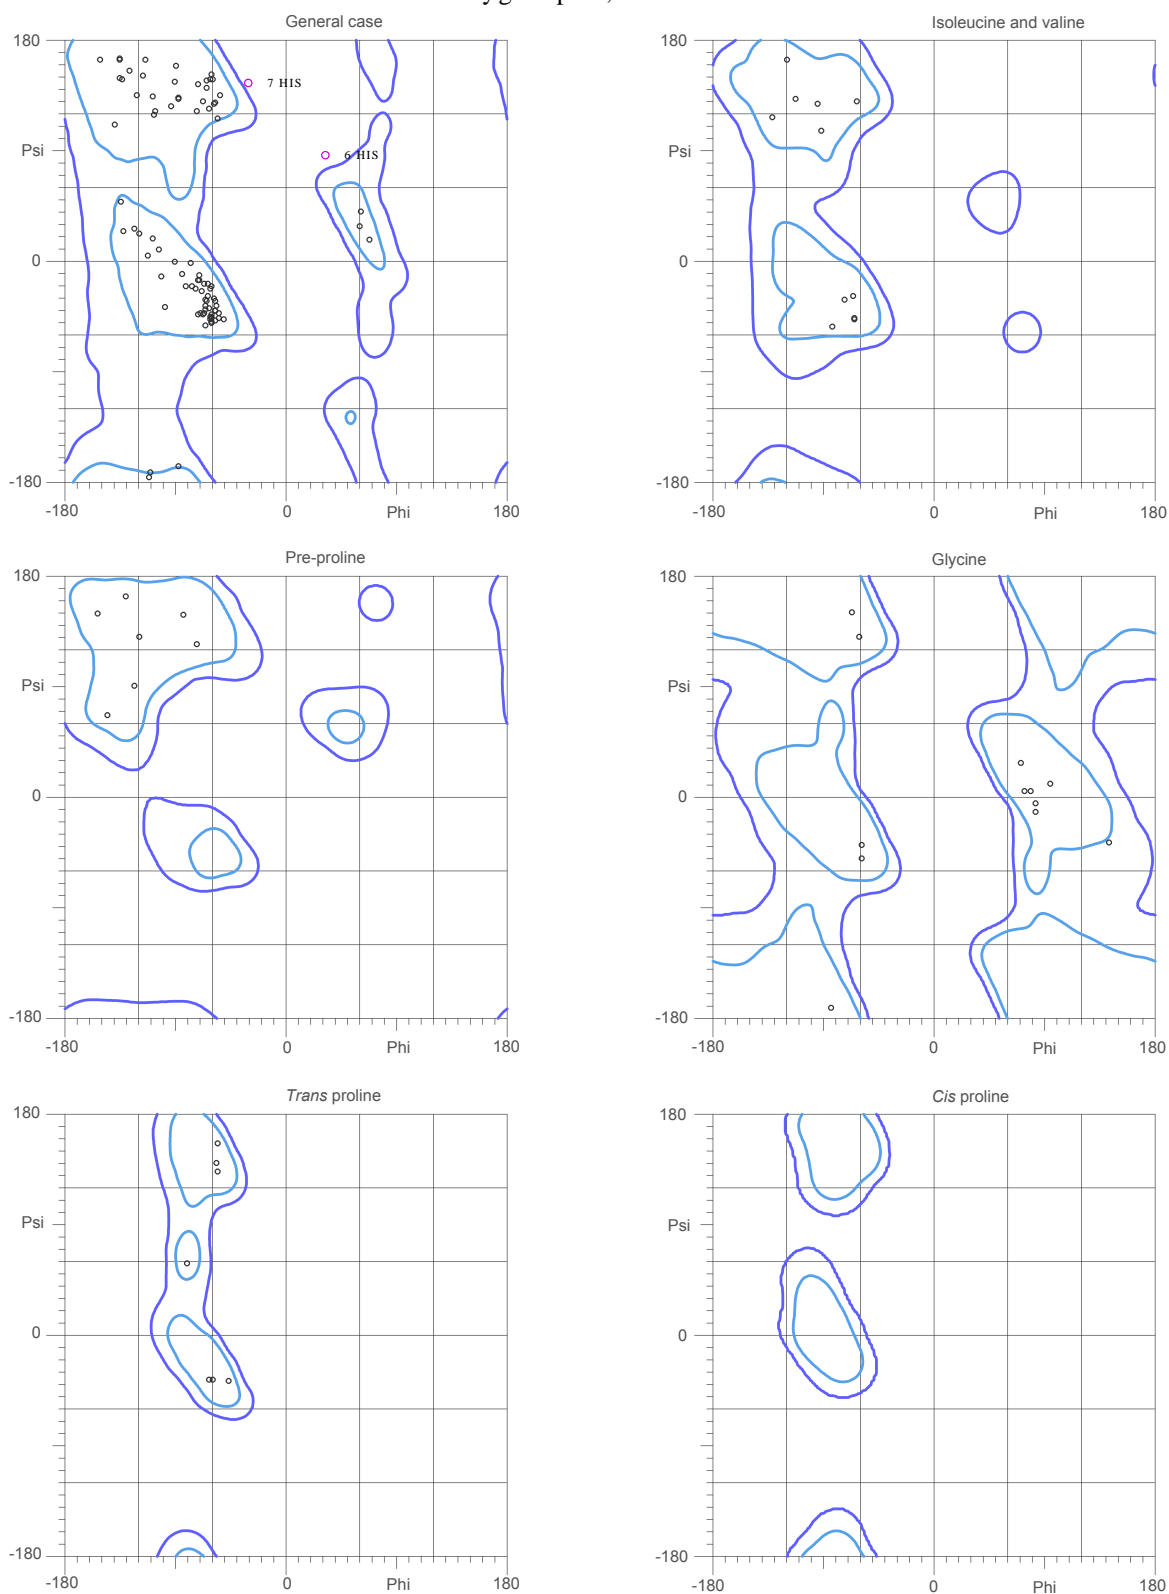 General case
Isoleucine and valine
180
Psi
0
-180
-180
0
Phi
180
7 HIS
6 HIS
180
Psi
0
-180
-180
0
Phi
180
Pre-proline
Glycine
180
Psi
0
-180
-180
0
Phi
180
180
Psi
0
-180
-180
0
Phi
180
Trans proline
Cis proline
180
Psi
0
-180
-180
0
Phi
180
180
Psi
0
-180
-180
0
Phi
180